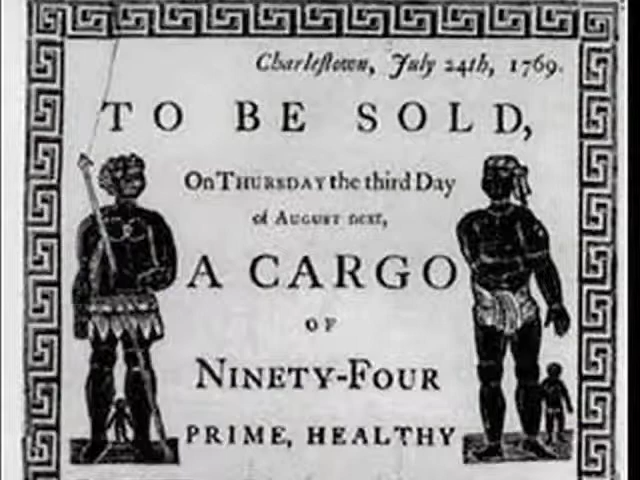 Charleſtown, July 24th, 1769.
TO BE SOLD,
On THURSDAY the third Day
of AUGUST next,
A CARGO
OF
NINETY-FOUR
PRIME, HEALTHY